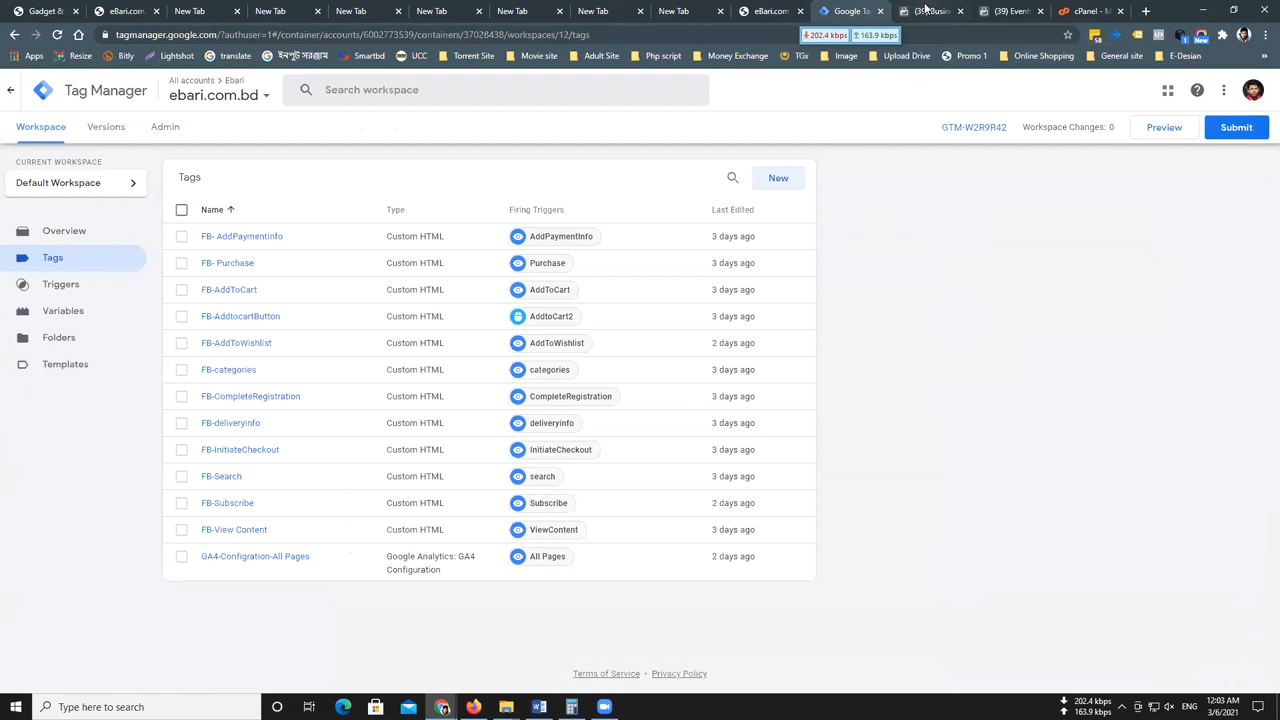 Gadget &
ebari.com
New Tab
New Tab
New Tab
New Tab
New Tab
New Tab
New Tab
ebari.com
Google Ta
(39) Busin
(39) Event
cPanel - M
tagmanager.google.com/?authuser=1#/container/accounts/6002773539/containers/37028438/workspaces/12/tags
202.4 kbps
163.9 kbps
Apps
Resize
Bitly
Lightshot
translate
ইনপুট সরঞ্জাম
Smartbd
UCC
Torrent
Movie site
Adult Site
Php script
Money Exchange
TGx
Image
Upload Drive
Promo 1
Shopping Cart
General site
E-Desian
Tag Manager
All accounts > Ebari
ebari.com.bd
Search workspace
Workspace
Versions
Admin
GTM-W2R9R42
Workspace Changes: 0
Preview
Submit
CURRENT WORKSPACE
Default Workspace
Overview
Tags
Triggers
Variables
Folders
Templates
Tags
New
Name Type Firing Triggers Last Edited
FB- AddPaymentInfo Custom HTML AddPaymentInfo 3 days ago
FB- Purchase Custom HTML Purchase 3 days ago
FB-AddToCart Custom HTML AddToCart 3 days ago
FB-AddtocartButton Custom HTML AddtoCart2 3 days ago
FB-AddToWishlist Custom HTML AddToWishlist 2 days ago
FB-categories Custom HTML categories 3 days ago
FB-CompleteRegistration Custom HTML CompleteRegistration 3 days ago
FB-deliveryinfo Custom HTML deliveryinfo 3 days ago
FB-InitiateCheckout Custom HTML InitiateCheckout 3 days ago
FB-Search Custom HTML search 3 days ago
FB-Subscribe Custom HTML Subscribe 2 days ago
FB-View Content Custom HTML ViewContent 3 days ago
GA4-Configration-All Pages Google Analytics: GA4 All Pages 2 days ago
Configuration
Terms of Service • Privacy Policy
Type here to search
202.4 kbps
163.9 kbps
ENG
12:03 AM
3/6/2021